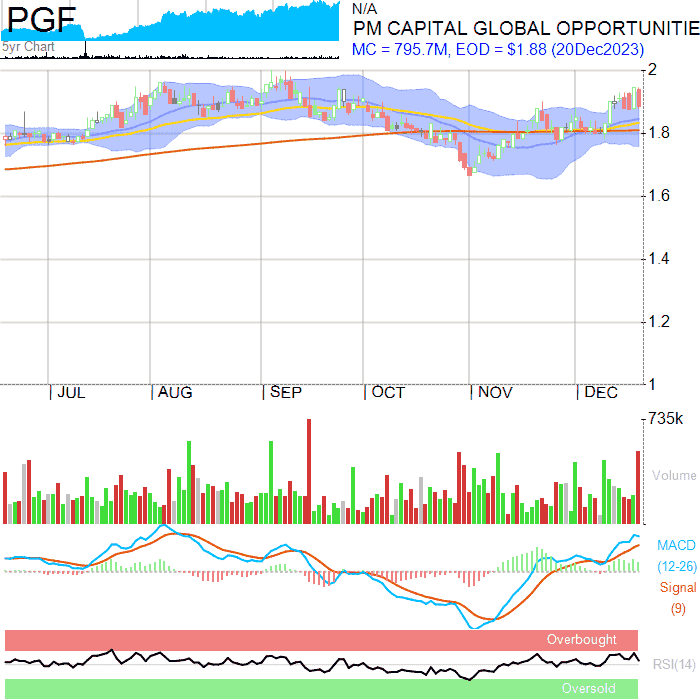 PGF
5yr Chart
N/A
PM CAPITAL GLOBAL OPPORTUNITIE
MC = 795.7M, EOD = $1.88 (20Dec2023)
2
1.8
1.6
1.4
1.2
1
JUL AUG SEP OCT NOV DEC
735k
Volume
MACD
(12-26)
Signal
(9)
Overbought
RSI(14)
Oversold